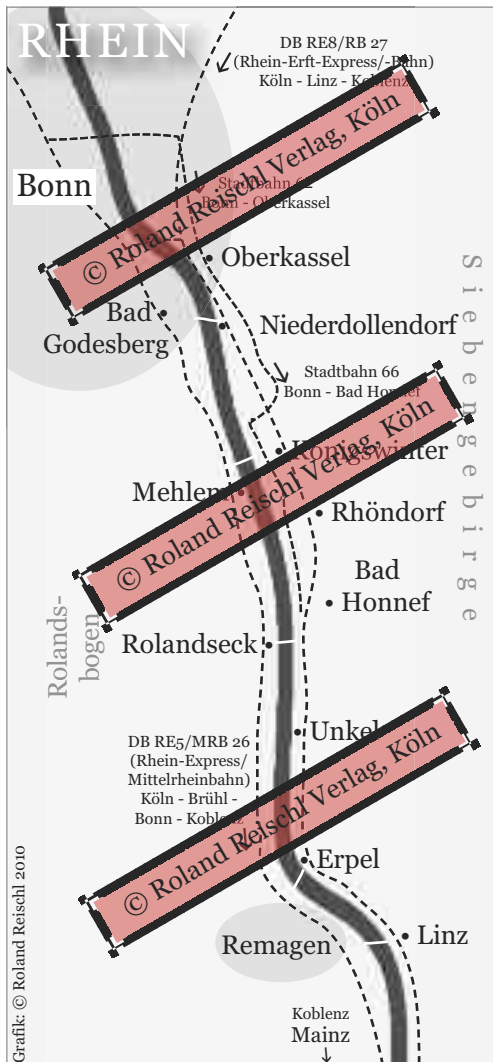 RHEIN
DB RE8/RB 27
(Rhein-Erft-Express/-Bahn)
Köln - Linz - Koblenz
© Roland Reischl Verlag, Köln
Bonn
Stadtbahn 62
Bonn - Oberkassel
Oberkassel
Bad
Godesberg
Niederdollendorf
Siebengebirge
Stadtbahn 66
Bonn - Bad Honnef
Königswinter
© Roland Reischl Verlag, Köln
Mehlem
Rhöndorf
Bad
Honnef
Rolands-
bogen
Rolandseck
Unkel
DB RE5/MRB 26
(Rhein-Express/
Mittelrheinbahn)
Köln - Brühl -
Bonn - Koblenz
© Roland Reischl Verlag, Köln
Erpel
Remagen
Linz
Koblenz
Mainz
Grafik: © Roland Reischl 2010